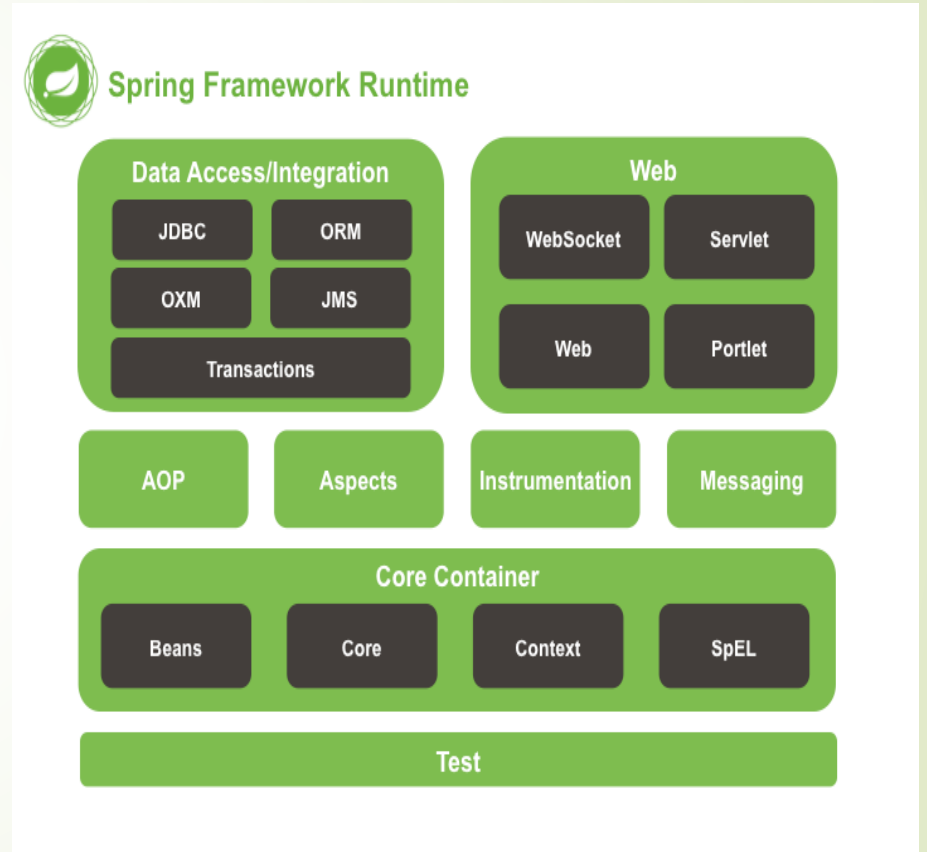 Spring Framework Runtime
Data Access/Integration
JDBC
ORM
OXM
JMS
Transactions
Web
WebSocket
Servlet
Web
Portlet
AOP
Aspects
Instrumentation
Messaging
Core Container
Beans
Core
Context
SpEL
Test